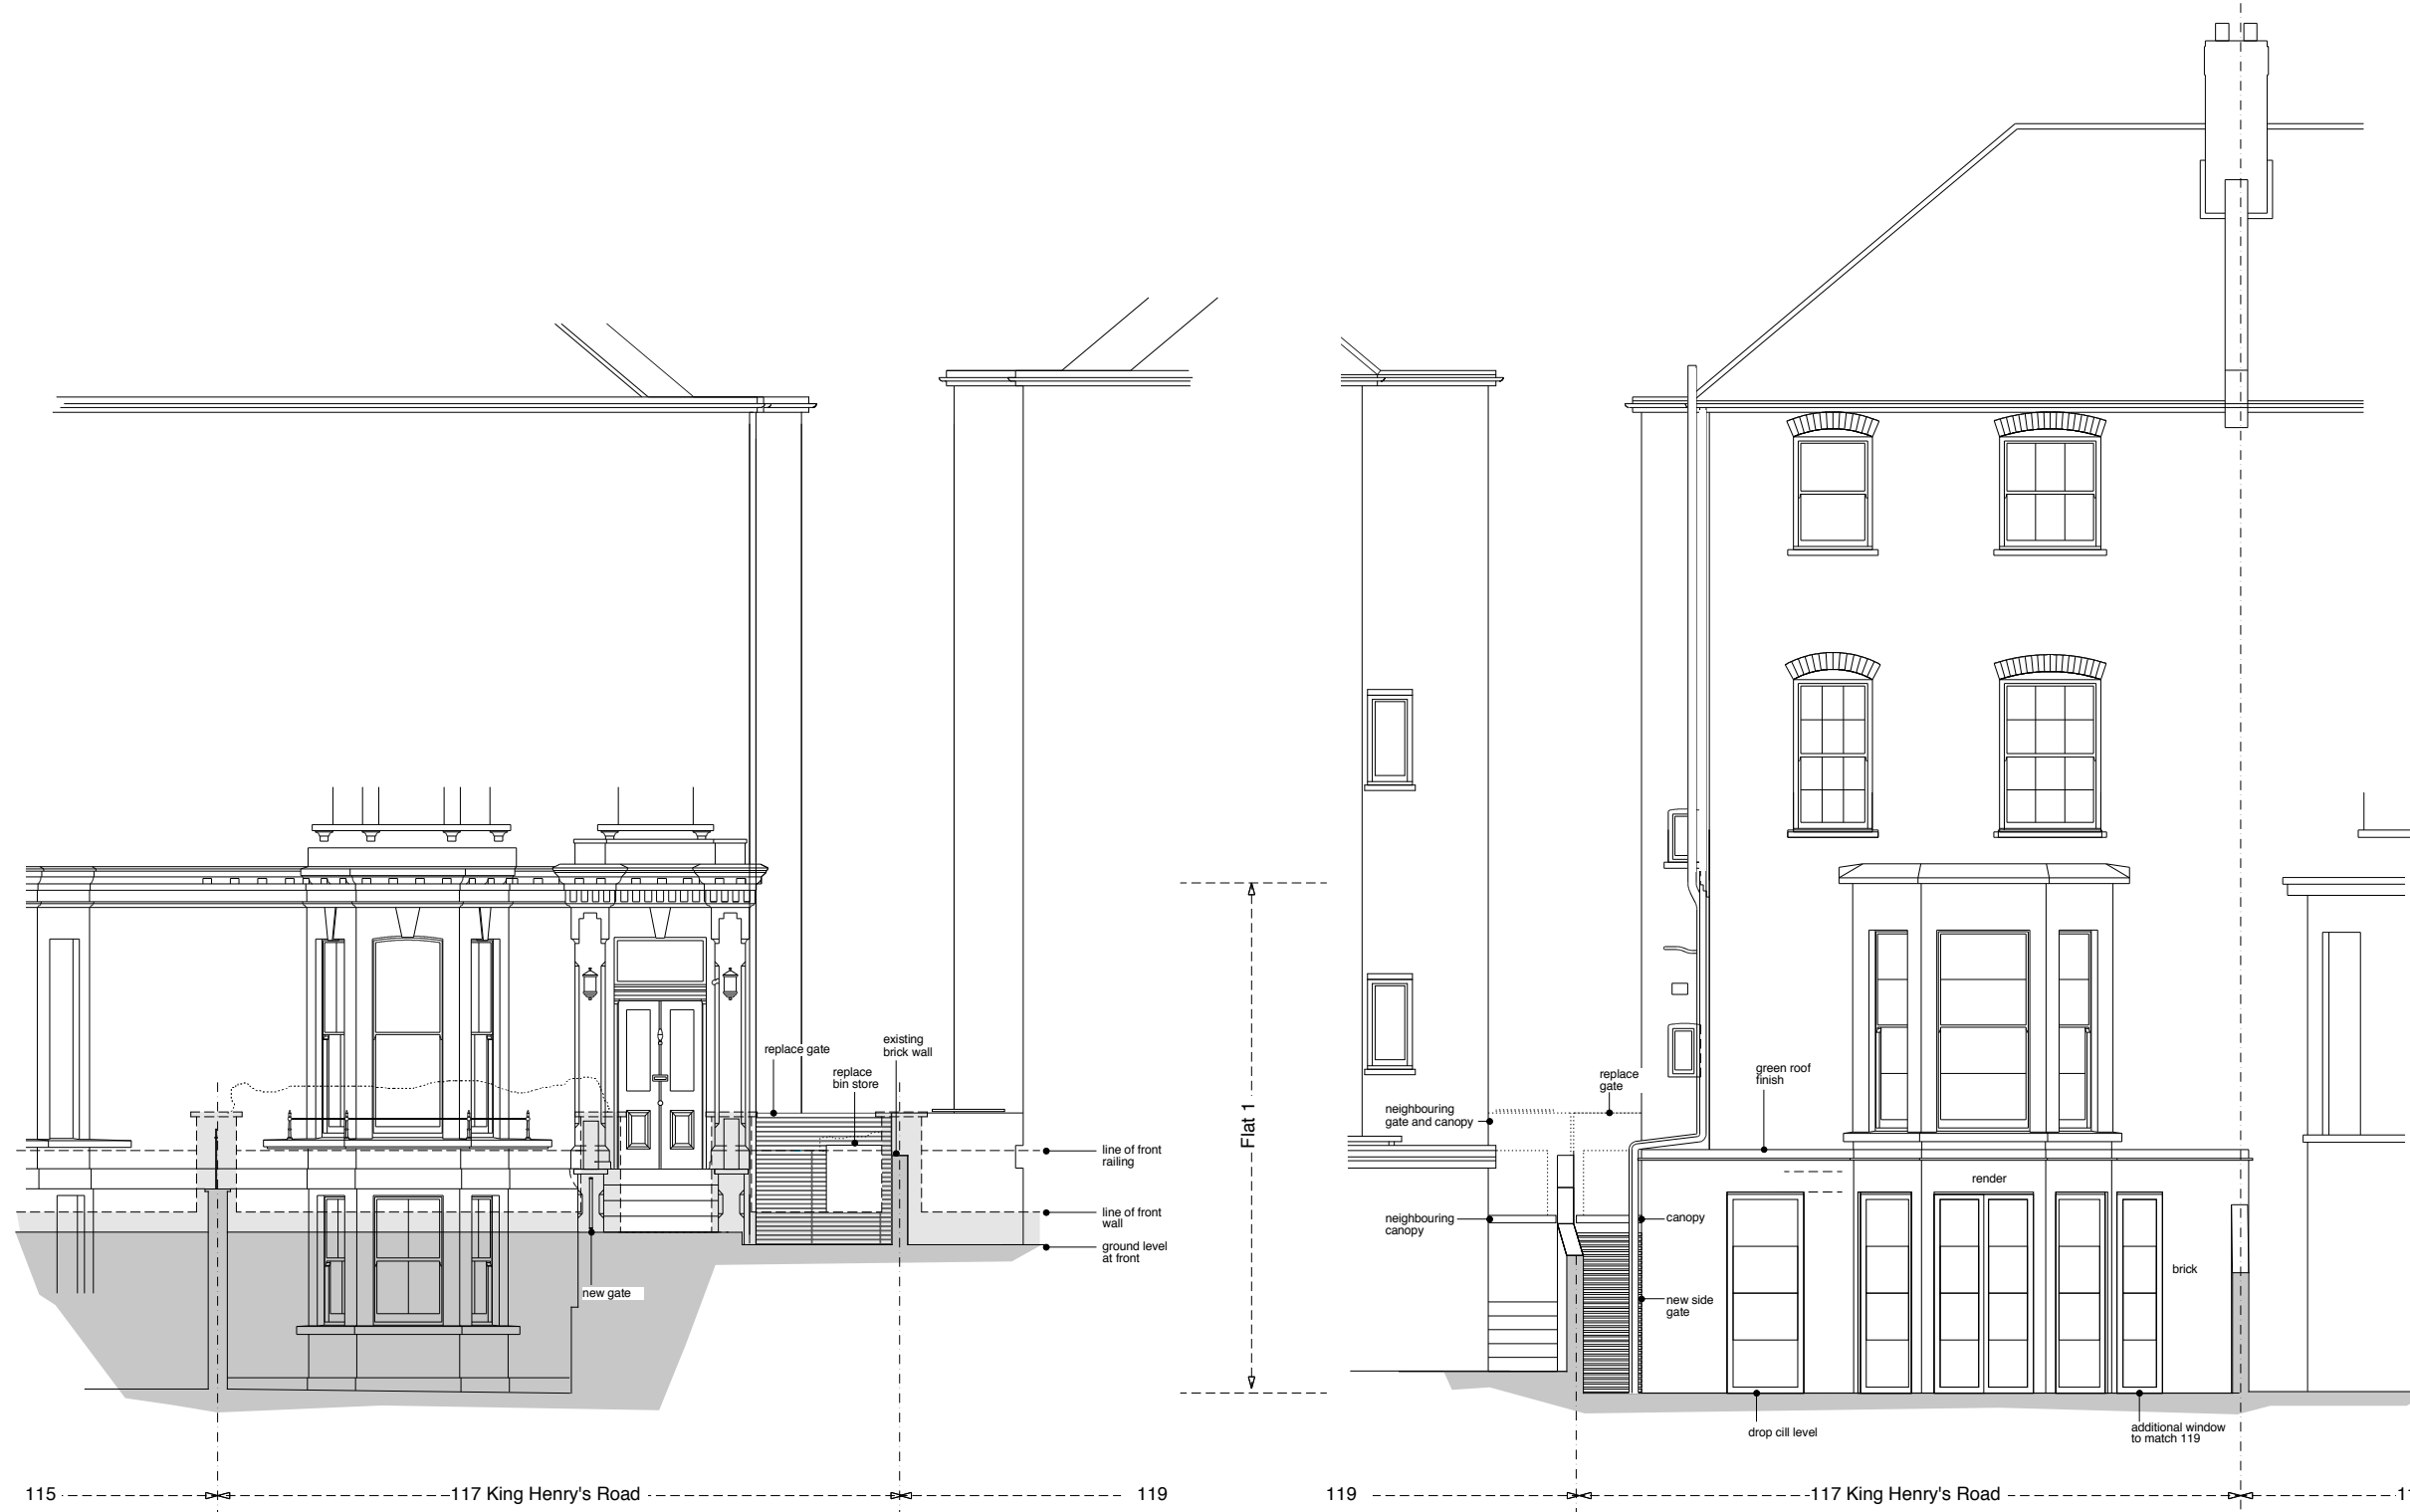 replace gate
existing
brick wall
replace
bin store
line of front
railing
line of front
wall
ground level
at front
new gate
Flat 1
replace
gate
neighbouring
gate and canopy
neighbouring
canopy
green roof
finish
render
canopy
brick
new side
gate
drop cill level
additional window
to match 119
115
117 King Henry's Road
119
119
117 King Henry's Road